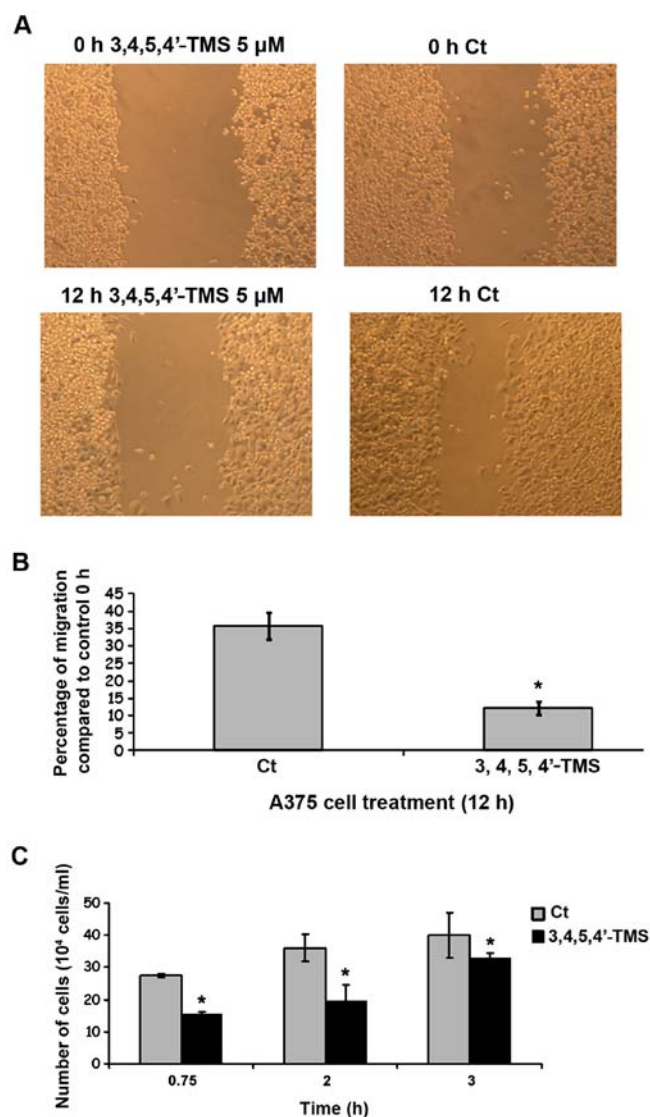 A
0 h 3,4,5,4'-TMS 5 µM
0 h Ct
12 h 3,4,5,4'-TMS 5 µM
12 h Ct
B
Percentage of migration
compared to control 0 h
45
40
35
30
25
20
15
10
5
0
*
Ct
3, 4, 5, 4'-TMS
A375 cell treatment (12 h)
C
Number of cells (10⁴ cells/ml)
50
40
30
20
10
0
*
*
*
Ct
3,4,5,4'-TMS
0.75
2
3
Time (h)